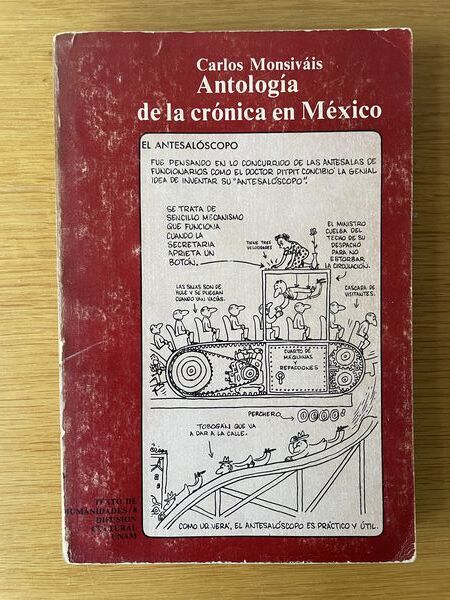 Carlos Monsiváis
Antología
de la crónica en México
EL ANTESALÓSCOPO
FUE PENSANDO EN LO CONCURRIDO DE LAS ANTESALAS DE
FUNCIONARIOS COMO EL DOCTOR DITPIT CONCIBIÓ LA GENIAL
IDEA DE INVENTAR SU "ANTESALÓSCOPO".
SE TRATA DE
SENCILLO MECANISMO
QUE FUNCIONA
CUANDO LA
SECRETARIA
APRIETA UN
BOTÓN.
TIENE TRES
VELOCIDADES
EL MINISTRO
CUELGA DEL
TECHO DE SU
DESPACHO
PARA NO
ESTORBAR
LA CIRCULACIÓN.
LAS SILLAS SON DE
HULE Y SE PLIEGAN
CUANDO VAN VACÍAS.
CASCADA DE
VISITANTES.
CUARTO DE
MÁQUINAS
Y
REFACCIONES
PERCHERO
TOBOGÁN QUE VA
A DAR A LA CALLE.
COMO UD. VERÁ, EL ANTESALÓSCOPO ES PRÁCTICO Y ÚTIL.
TEXTO DE
HUMANIDADES/8
DIFUSIÓN
CULTURAL
UNAM